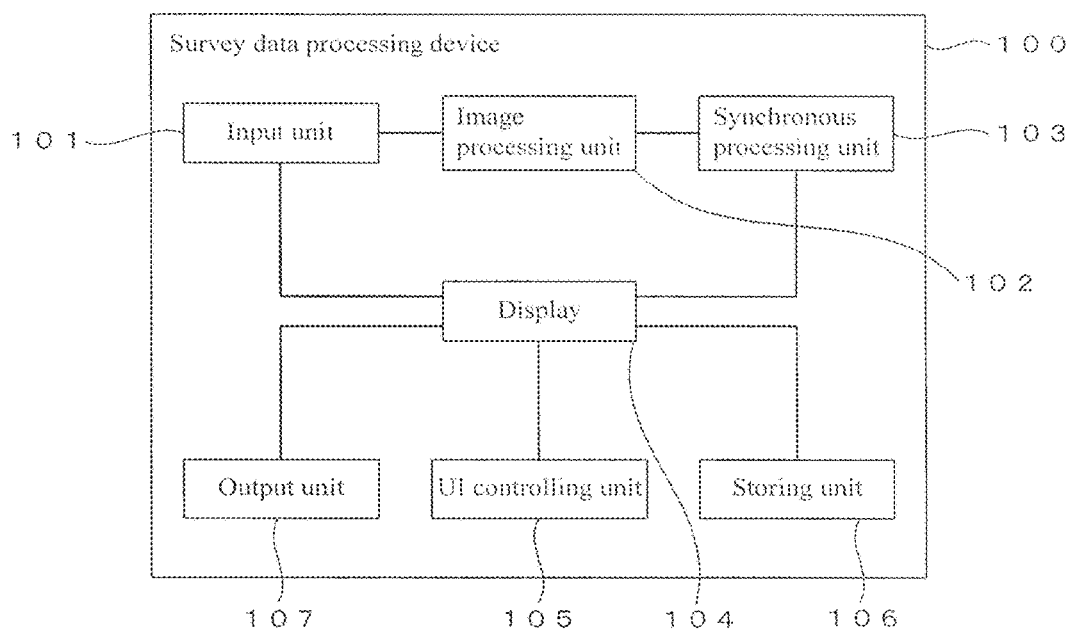 Survey data processing device
100
101
Input unit
Image
processing unit
Synchronous
processing unit
103
102
Display
Output unit
UI controlling unit
Storing unit
107
105
104
106